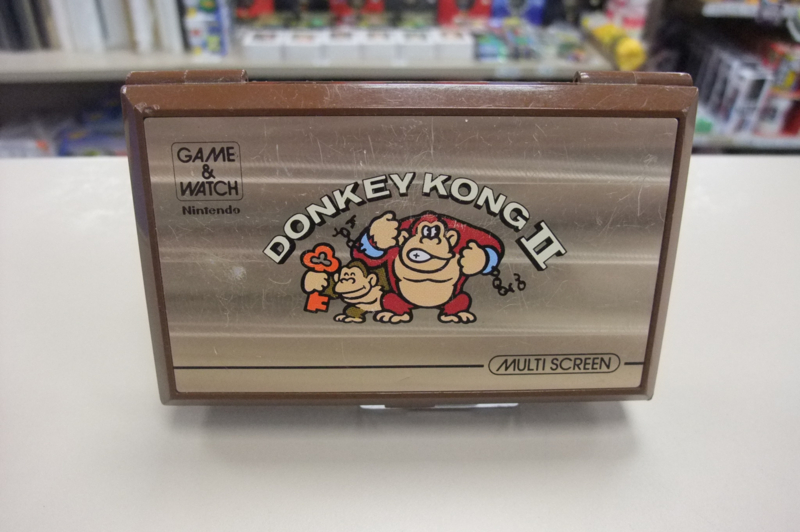 GAME
&
WATCH
Nintendo
DONKEY KONG II
MULTI SCREEN